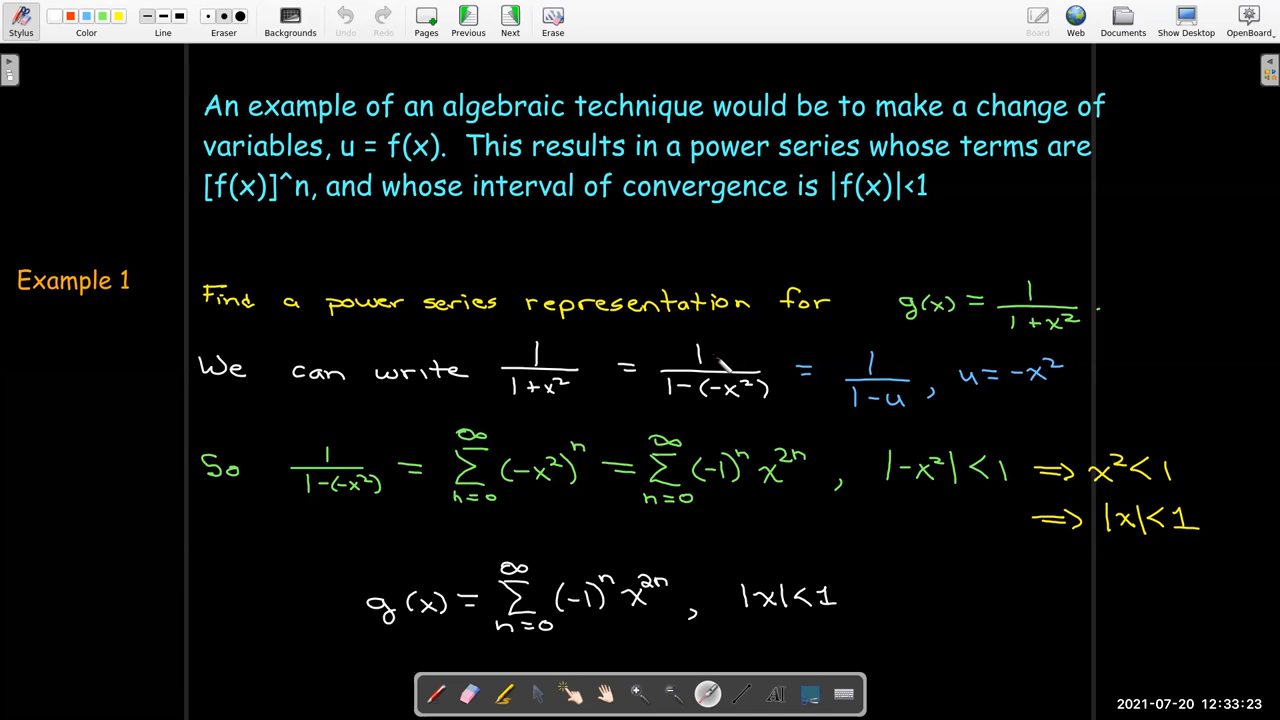 Stylus Color Line Eraser Backgrounds Undo Redo Pages Previous Next Erase Board Web Documents Show Desktop OpenBoard
An example of an algebraic technique would be to make a change of
variables, u = f(x). This results in a power series whose terms are
[f(x)]^n, and whose interval of convergence is |f(x)|<1
Example 1
Find a power series representation for g(x) = 1/(1+x²).
We can write 1/(1+x²) = 1/(1-(-x²)) = 1/(1-u), u = -x²
So 1/(1-(-x²)) = ∑_{n=0}^{∞} (-x²)^n = ∑_{n=0}^{∞} (-1)^n x^{2n}, |-x²| < 1 ⟹ x² < 1
⟹ |x| < 1
g(x) = ∑_{n=0}^{∞} (-1)^n x^{2n}, |x| < 1
AI
2021-07-20 12:33:23